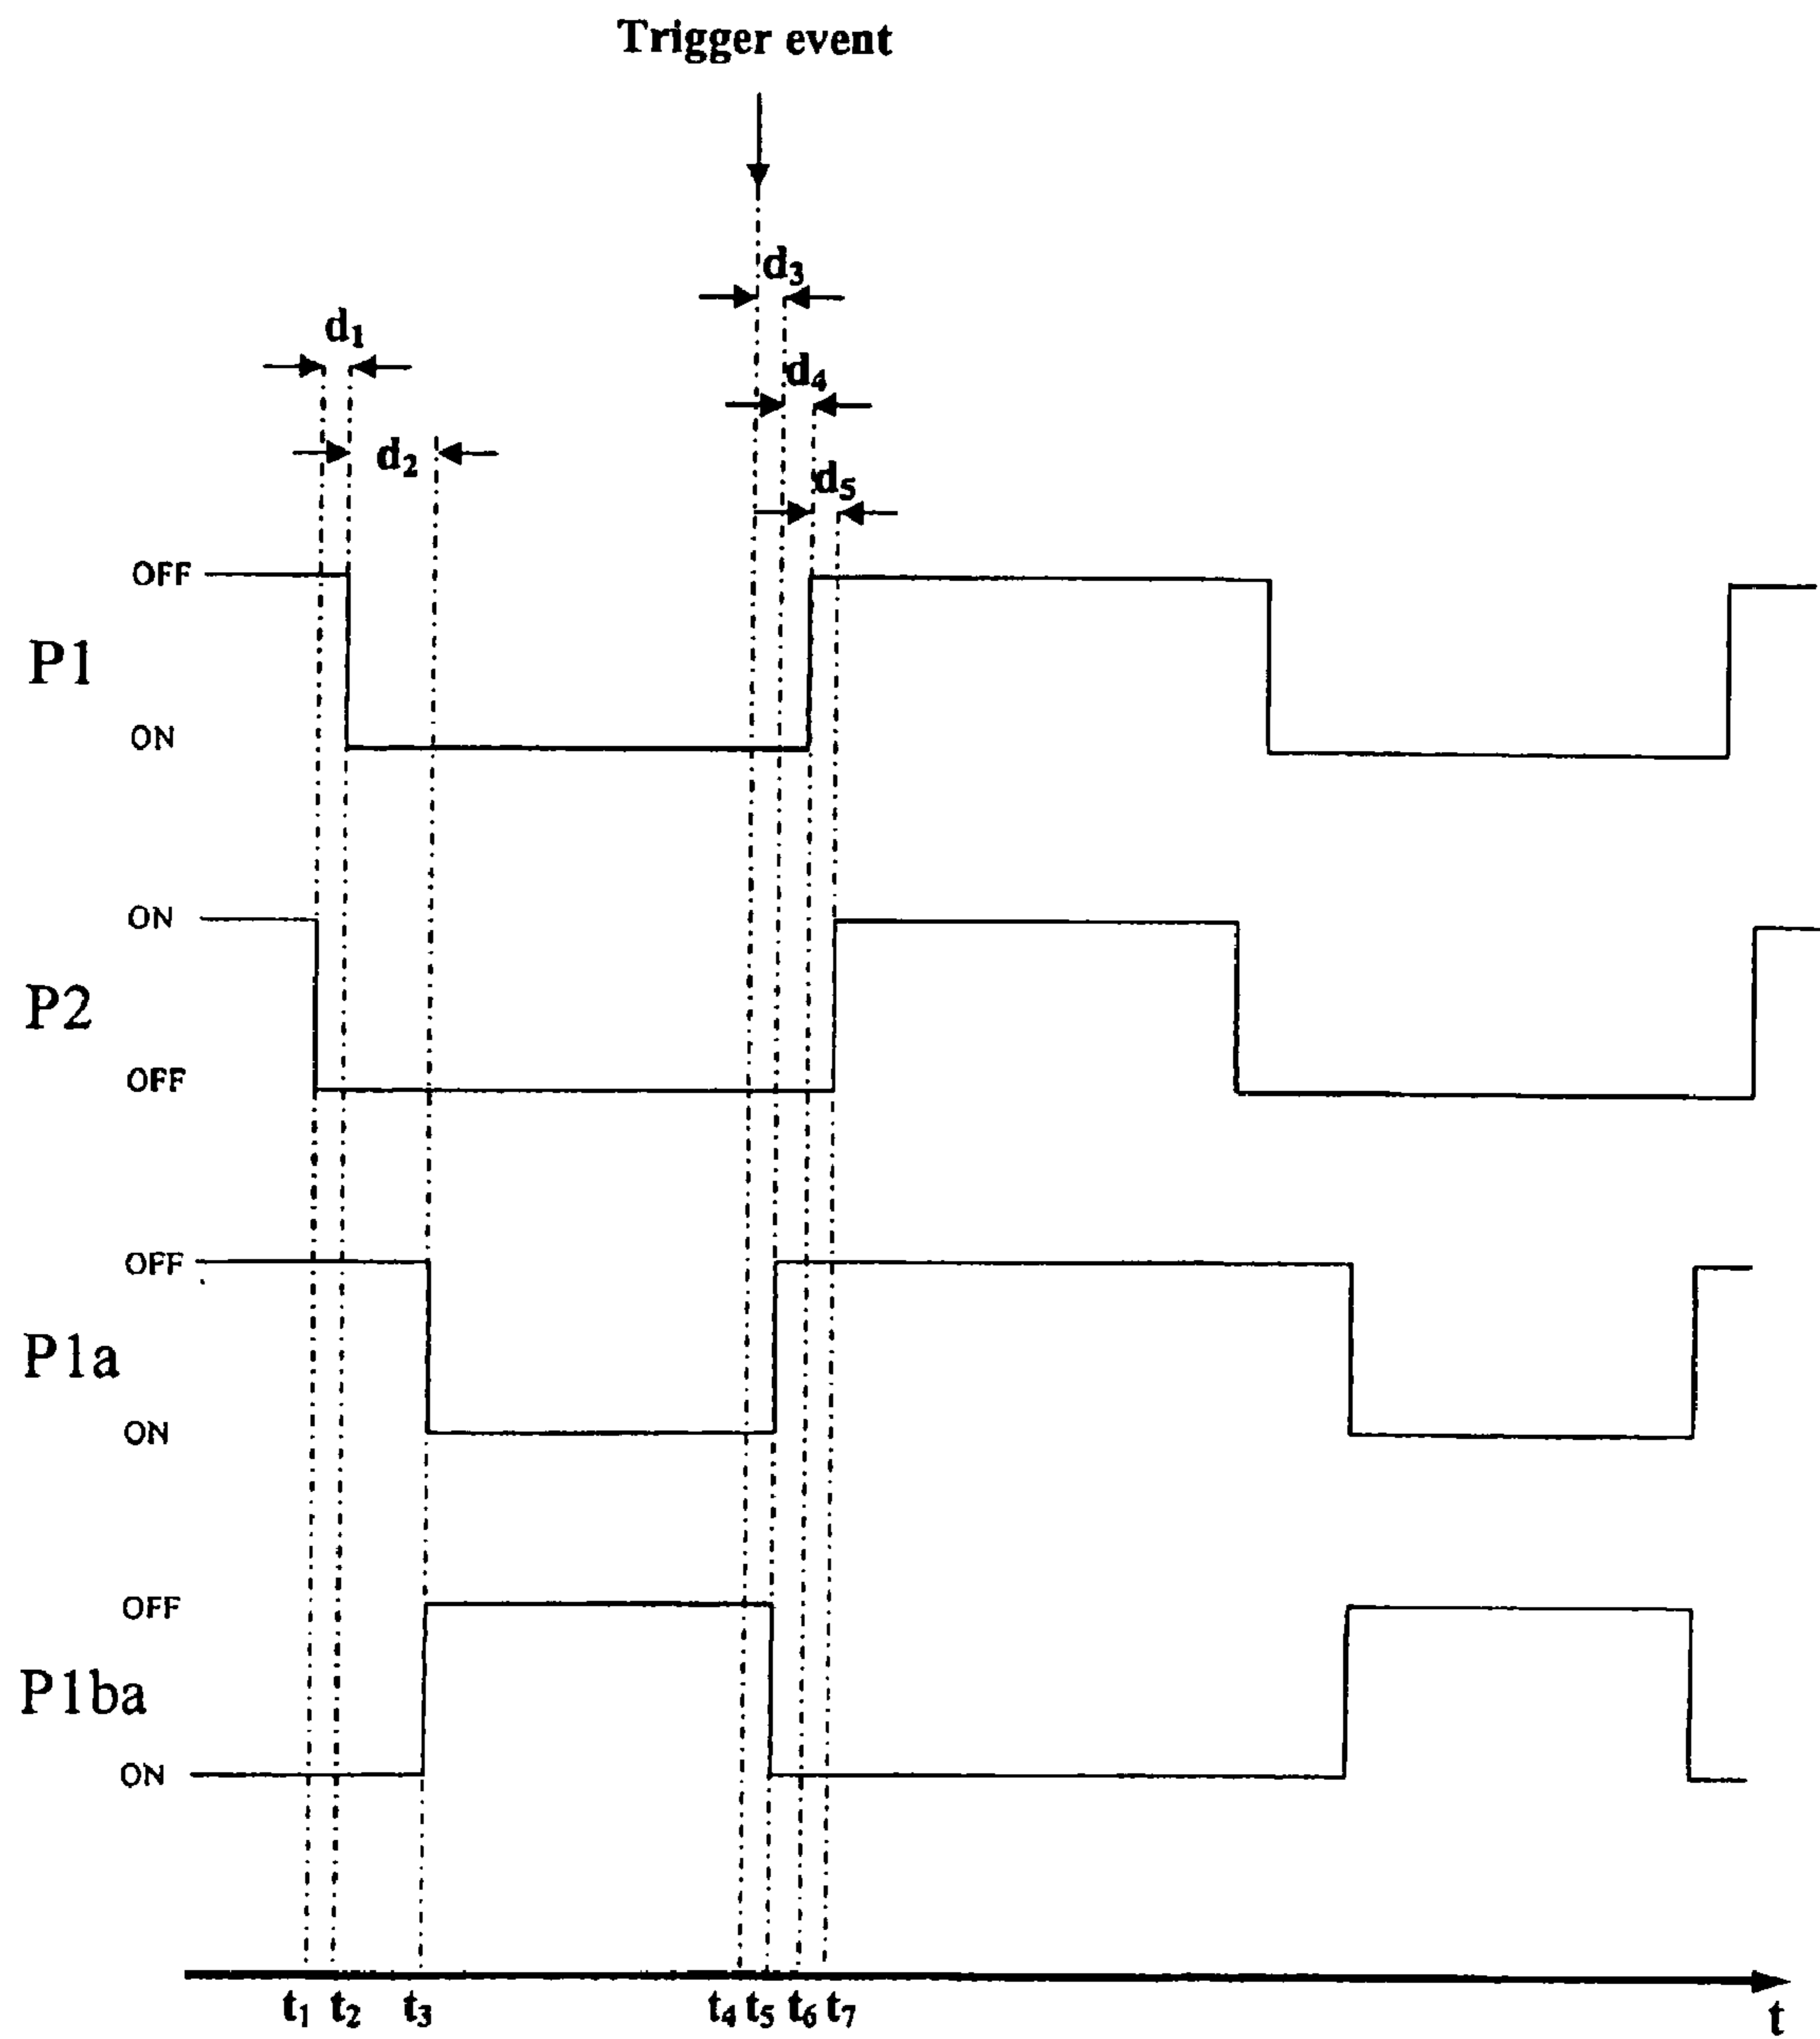 Trigger event
d₃
d₁
d₄
d₂
d₅
OFF
P1
ON
ON
P2
OFF
OFF
P1a
ON
OFF
P1ba
ON
t₁ t₂ t₃ t₄ t₅ t₆ t₇ t